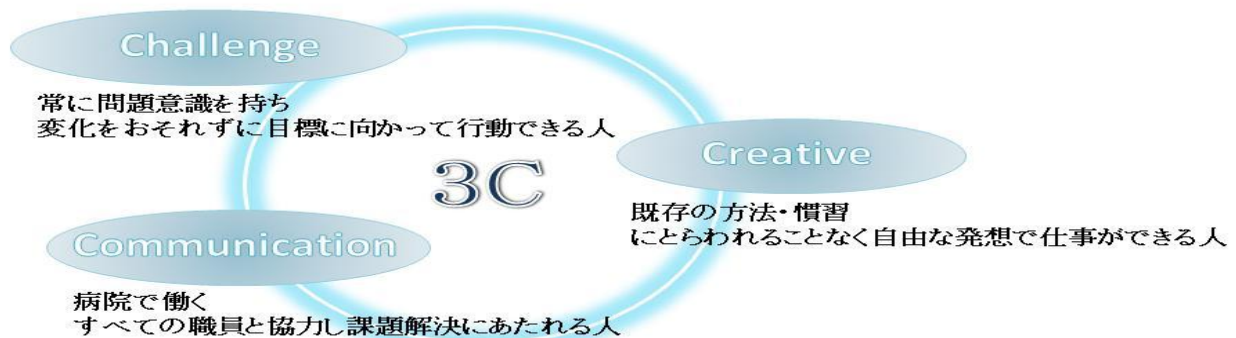 Challenge
常に問題意識を持ち
変化をおそれずに目標に向かって行動できる人
3C
Creative
既存の方法・慣習
にとらわれることなく自由な発想で仕事ができる人
Communication
病院で働く
すべての職員と協力し課題解決にあたれる人